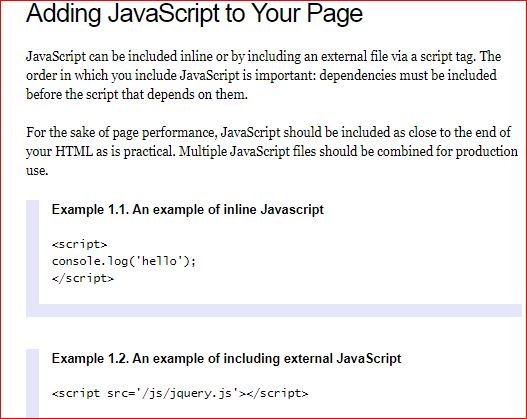 Adding JavaScript to Your Page
JavaScript can be included inline or by including an external file via a script tag. The
order in which you include JavaScript is important: dependencies must be included
before the script that depends on them.
For the sake of page performance, JavaScript should be included as close to the end of
your HTML as is practical. Multiple JavaScript files should be combined for production
use.
Example 1.1. An example of inline Javascript
<script>
console.log('hello');
</script>
Example 1.2. An example of including external JavaScript
<script src='/js/jquery.js'></script>